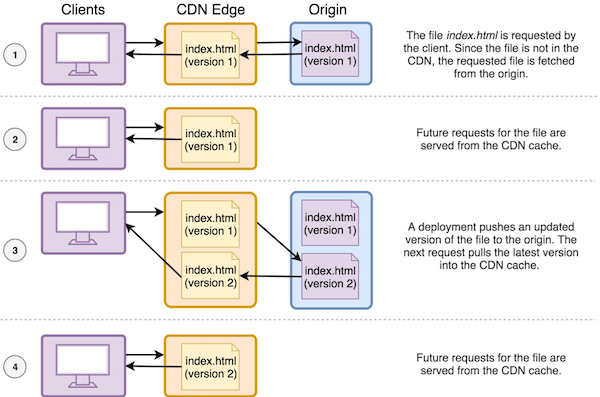 Clients
CDN Edge
Origin
1
index.html
(version 1)
index.html
(version 1)
The file index.html is requested by
the client. Since the file is not in the
CDN, the requested file is fetched
from the origin.
2
index.html
(version 1)
Future requests for the file are
served from the CDN cache.
3
index.html
(version 1)
index.html
(version 1)
index.html
(version 2)
index.html
(version 2)
A deployment pushes an updated
version of the file to the origin. The
next request pulls the latest version
into the CDN cache.
4
index.html
(version 2)
Future requests for the file are
served from the CDN cache.